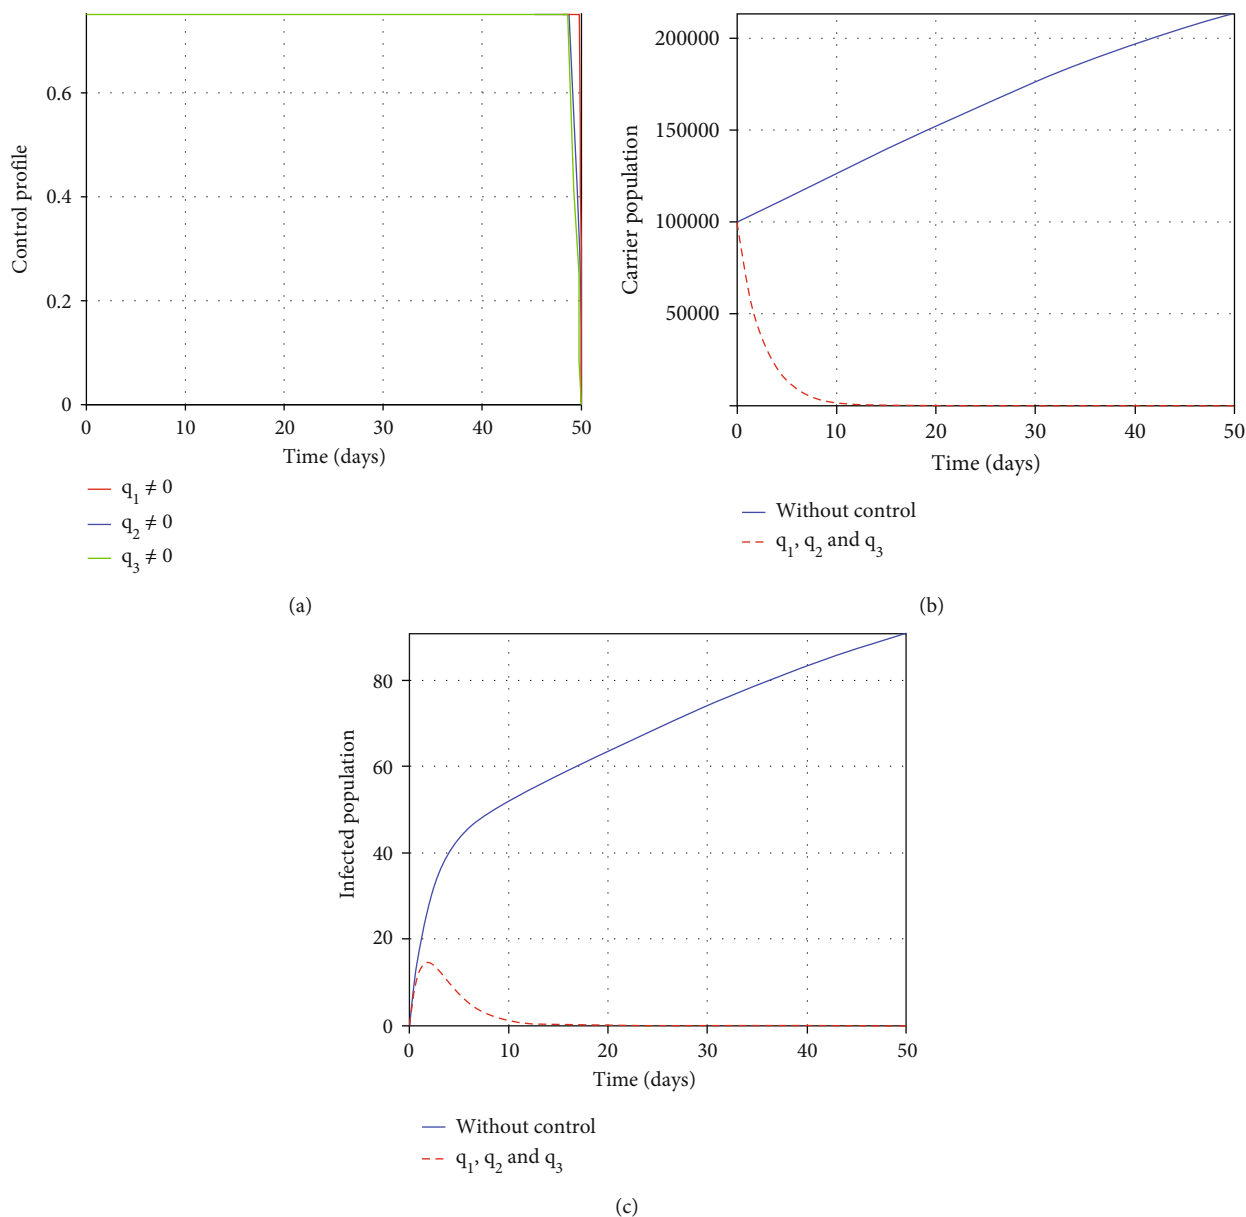 Control profile
0.6
0.4
0.2
0
0 10 20 30 40 50
Time (days)
q1 ≠ 0
q2 ≠ 0
q3 ≠ 0
(a)
Carrier population
200000
150000
100000
50000
0 10 20 30 40 50
Time (days)
Without control
q1, q2 and q3
(b)
Infected population
80
60
40
20
0
0 10 20 30 40 50
Time (days)
Without control
q1, q2 and q3
(c)